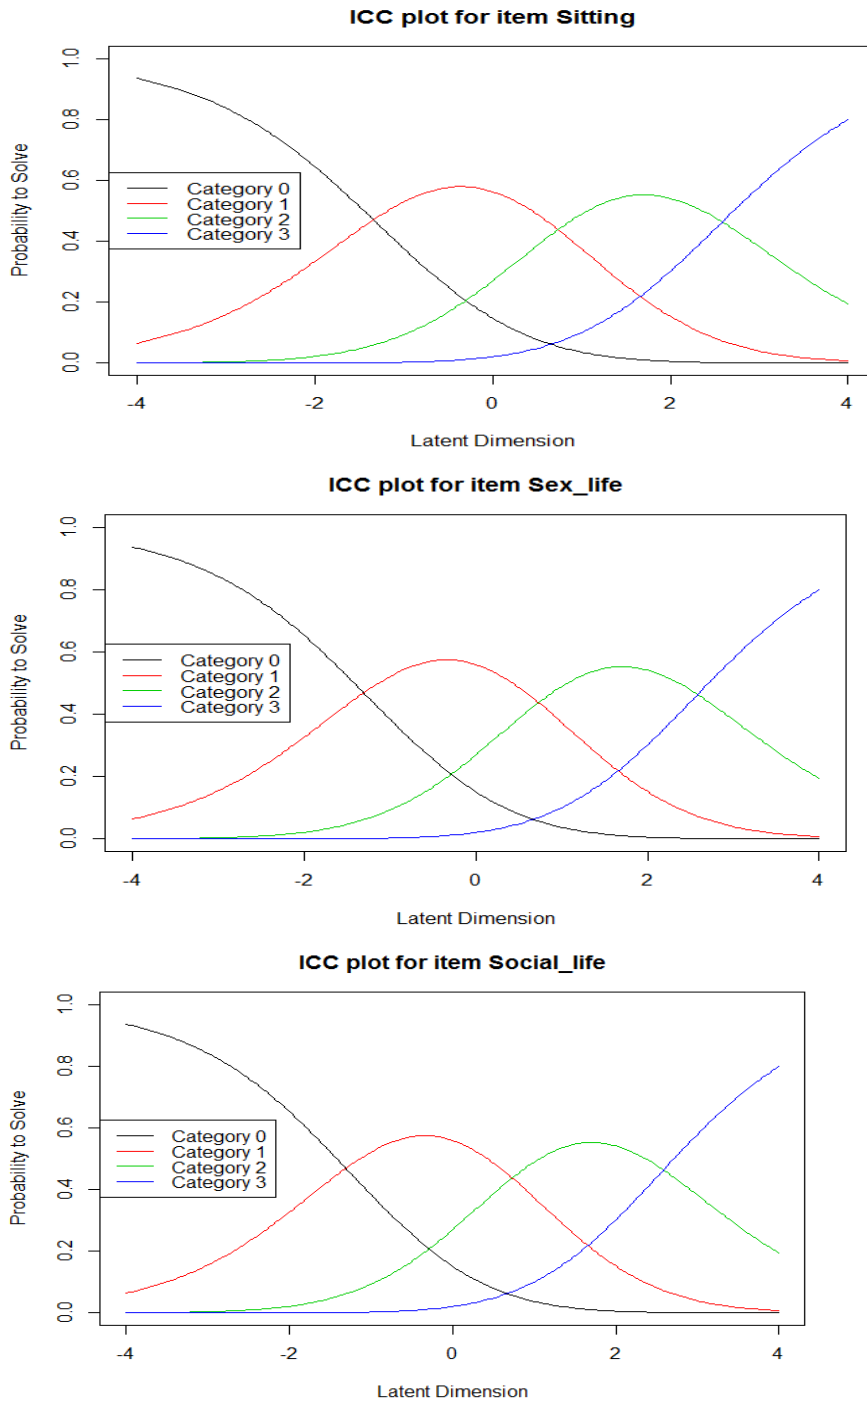 ICC plot for item Sitting
Probability to Solve
1.0
0.8
0.6
0.4
0.2
0.0
Category 0
Category 1
Category 2
Category 3
-4 -2 0 2 4
Latent Dimension
ICC plot for item Sex_life
Probability to Solve
1.0
0.8
0.6
0.4
0.2
0.0
Category 0
Category 1
Category 2
Category 3
-4 -2 0 2 4
Latent Dimension
ICC plot for item Social_life
Probability to Solve
1.0
0.8
0.6
0.4
0.2
0.0
Category 0
Category 1
Category 2
Category 3
-4 -2 0 2 4
Latent Dimension